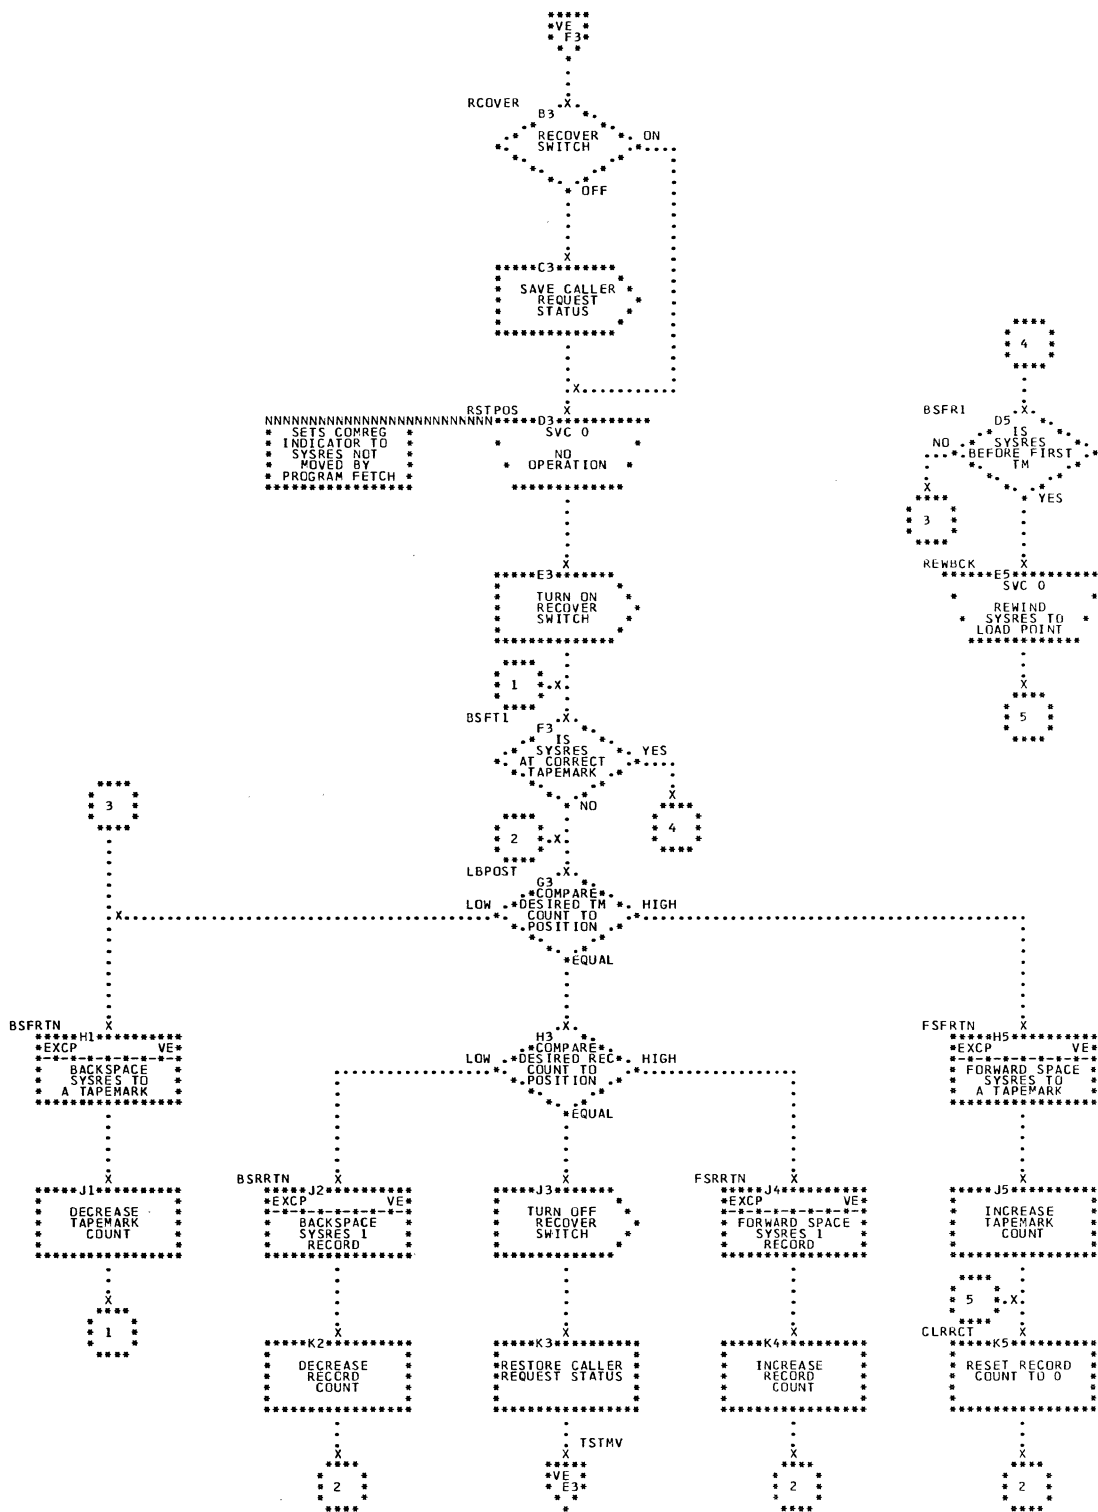 VE
F3
RCOVER
B3
RECOVER
SWITCH
ON
OFF
C3
SAVE CALLER
REQUEST
STATUS
4
RSTPOS
D3
SVC 0
NO
OPERATION
SETS COMREG
INDICATOR TO
SYSRES NOT
MOVED BY
PROGRAM FETCH
BSFR1
D5
IS
SYSRES
BEFORE FIRST
TM
NO
YES
3
E3
TURN ON
RECOVER
SWITCH
REWBCK
E5
SVC 0
REWIND
SYSRES TO
LOAD POINT
1
5
BSFT1
F3
IS
SYSRES
AT CORRECT
TAPEMARK
YES
NO
3
4
2
LBPOST
G3
COMPARE
DESIRED TM
COUNT TO
POSITION
LOW
HIGH
EQUAL
BSFRTN
H1
EXCP VE
BACKSPACE
SYSRES TO
A TAPEMARK
H3
COMPARE
DESIRED REC
COUNT TO
POSITION
LOW
HIGH
EQUAL
FSFRTN
H5
EXCP VE
FORWARD SPACE
SYSRES TO
A TAPEMARK
J1
DECREASE
TAPEMARK
COUNT
BSRRTN
J2
EXCP VE
BACKSPACE
SYSRES 1
RECORD
J3
TURN OFF
RECOVER
SWITCH
FSRRTN
J4
EXCP VE
FORWARD SPACE
SYSRES 1
RECORD
J5
INCREASE
TAPEMARK
COUNT
1
5
K2
DECREASE
RECORD
COUNT
K3
RESTORE CALLER
REQUEST STATUS
K4
INCREASE
RECORD
COUNT
CLRRCT
K5
RESET RECORD
COUNT TO 0
TSTMV
2
VE
E3
2
2